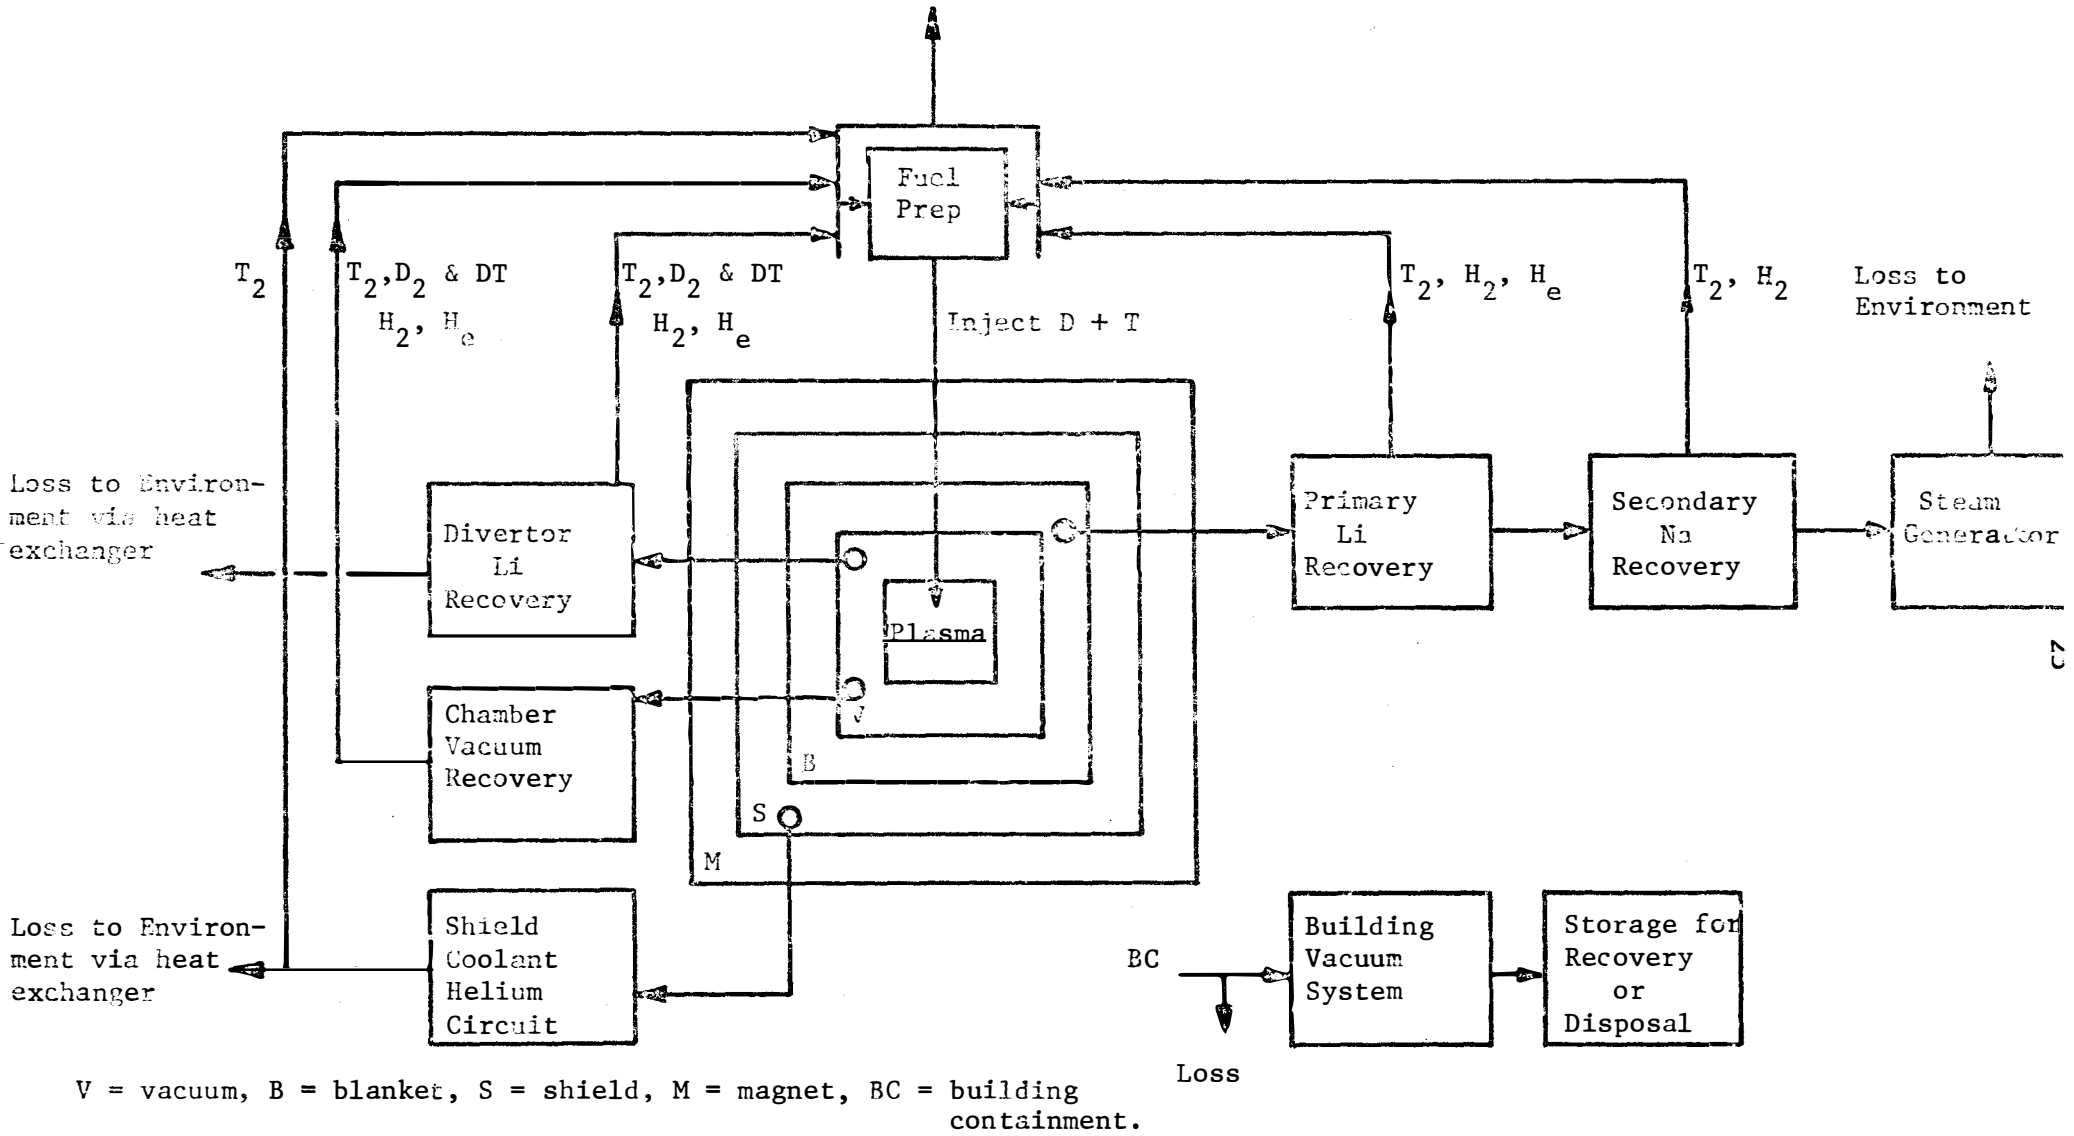 Fuel
Prep
T2
T2,D2 & DT
H2, He
T2,D2 & DT
H2, He
Inject D + T
T2, H2, He
T2, H2
Loss to
Environment
Loss to Environ-
ment via heat
exchanger
Divertor
Li
Recovery
Plasma
Primary
Li
Recovery
Secondary
Na
Recovery
Steam
Generator
Chamber
Vacuum
Recovery
V
B
S
M
Loss to Environ-
ment via heat
exchanger
Shield
Coolant
Helium
Circuit
BC
Loss
Building
Vacuum
System
Storage for
Recovery
or
Disposal
V = vacuum, B = blanket, S = shield, M = magnet, BC = building
containment.